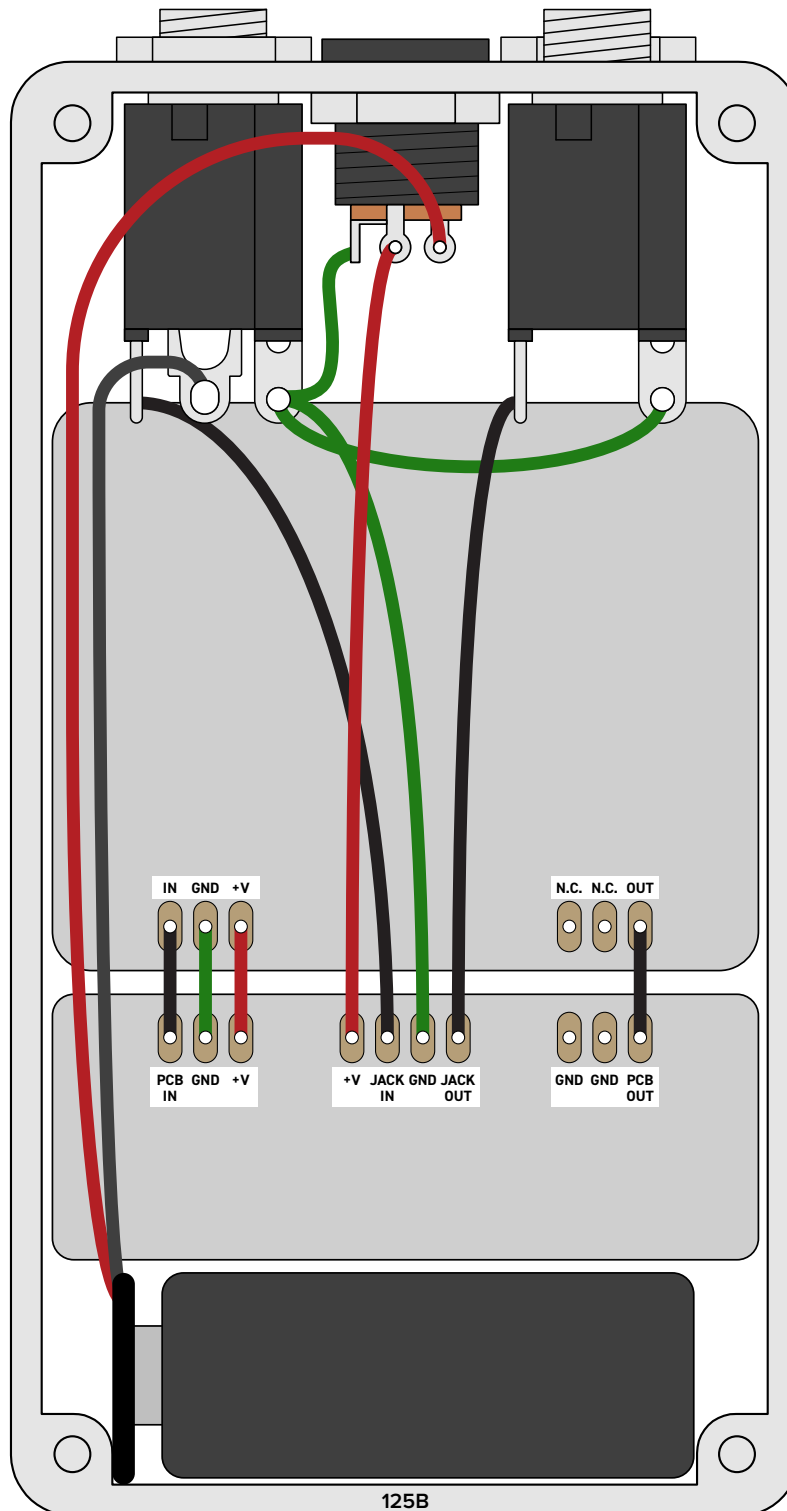 IN GND +V
N.C. N.C. OUT
PCB IN GND +V
+V JACK IN GND JACK OUT
GND GND PCB OUT
125B